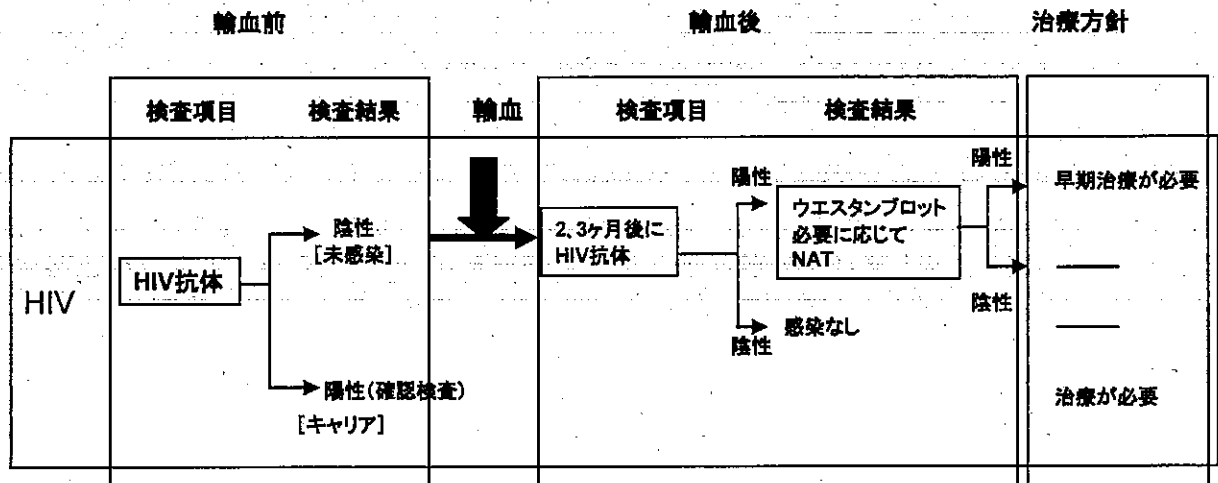 輸血前
輸血後
治療方針
検査項目
検査結果
輸血
検査項目
検査結果
HIV
HIV抗体
陰性
[未感染]
陽性(確認検査)
[キャリア]
2、3ヶ月後に
HIV抗体
陽性
陰性
ウエスタンブロット
必要に応じて
NAT
感染なし
陽性
陰性
早期治療が必要
治療が必要